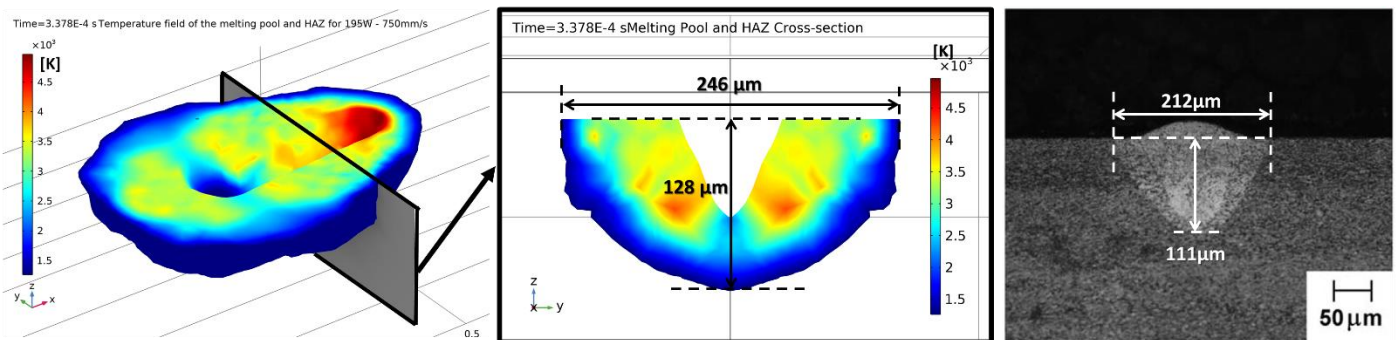 Time=3.378E-4 s Temperature field of the melting pool and HAZ for 195W - 750mm/s
×10³
[K]
4.5
4
3.5
3
2.5
2
1.5
z
y
x
0.5
Time=3.378E-4 sMelting Pool and HAZ Cross-section
[K]
×10³
246 µm
128 µm
4.5
4
3.5
3
2.5
2
1.5
z
x
y
212µm
111µm
50 µm